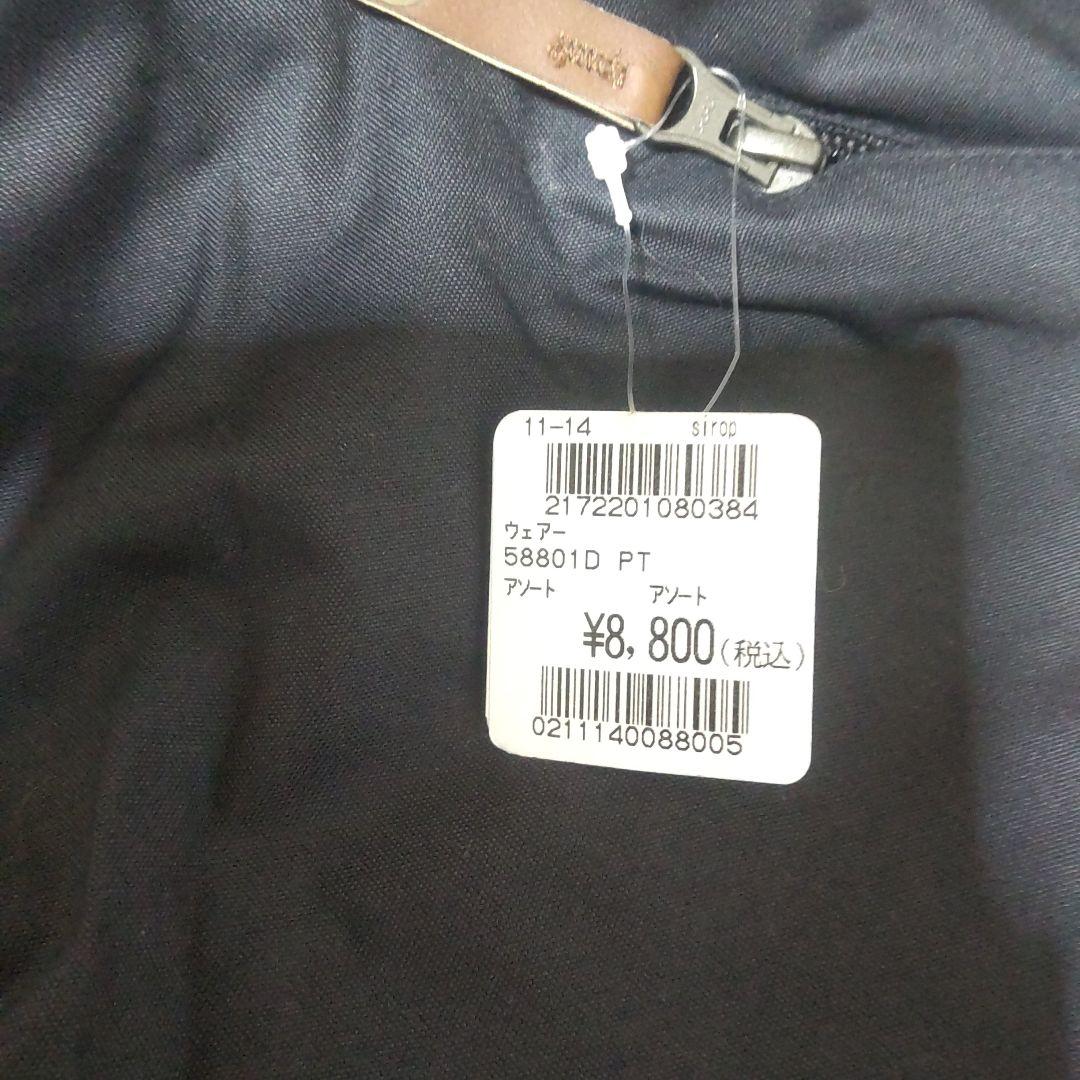 11-14 sirop
2172201080384
ウェアー
58801D PT
アソート アソート
¥8,800(税込)
0211140088005